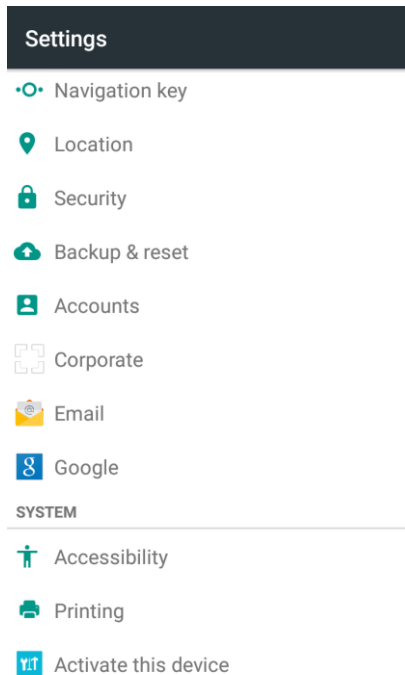 Settings
Navigation key
Location
Security
Backup & reset
Accounts
Corporate
Email
Google
SYSTEM
Accessibility
Printing
Activate this device